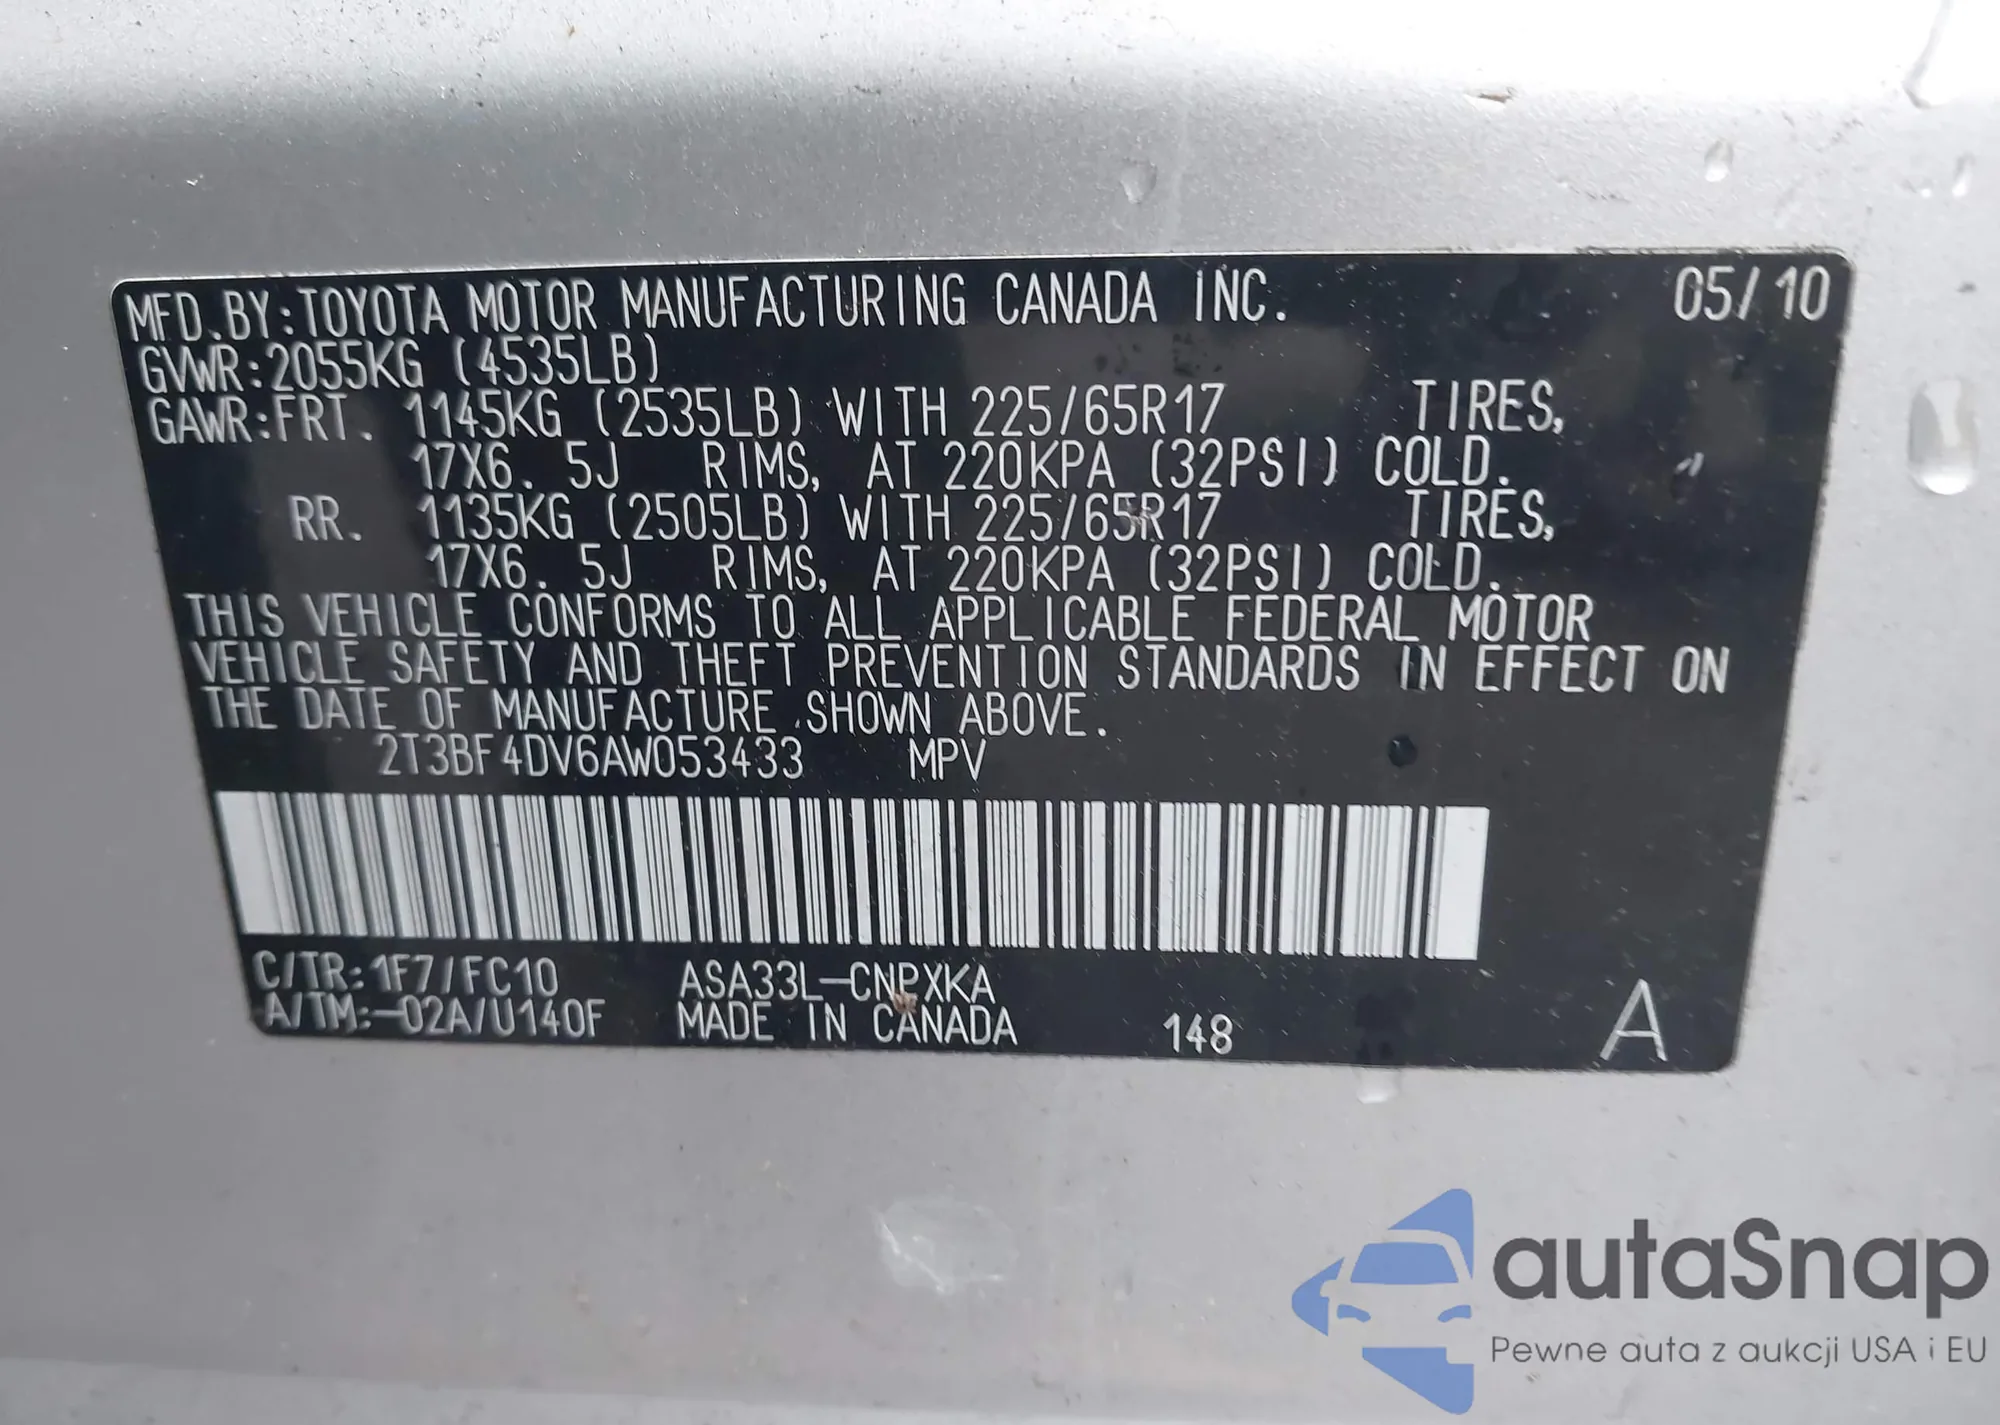 MFD.BY:TOYOTA MOTOR MANUFACTURING CANADA INC. 05/10
GVWR:2055KG (4535LB)
GAWR:FRT. 1145KG (2535LB) WITH 225/65R17 TIRES,
17X6. 5J RIMS, AT 220KPA (32PSI) COLD.
RR. 1135KG (2505LB) WITH 225/65R17 TIRES,
17X6. 5J RIMS, AT 220KPA (32PSI) COLD.
THIS VEHICLE CONFORMS TO ALL APPLICABLE FEDERAL MOTOR
VEHICLE SAFETY AND THEFT PREVENTION STANDARDS IN EFFECT ON
THE DATE OF MANUFACTURE SHOWN ABOVE.
2T3BF4DV6AW053433 MPV
C/TR:1F7/FC10 ASA33L-CNPXKA
A/TM:-02A/U140F MADE IN CANADA 148 A
autaSnap
Pewne auta z aukcji USA i EU